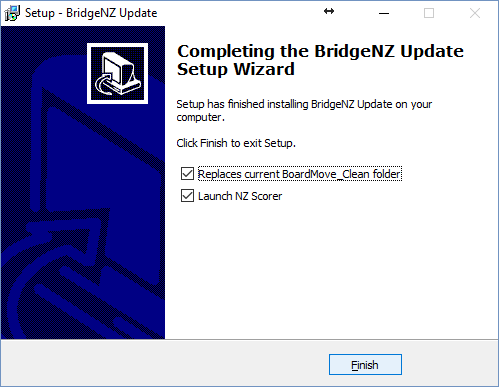 Setup - BridgeNZ Update
Completing the BridgeNZ Update
Setup Wizard
Setup has finished installing BridgeNZ Update on your
computer.
Click Finish to exit Setup.
Replaces current BoardMove_Clean folder
Launch NZ Scorer
Finish